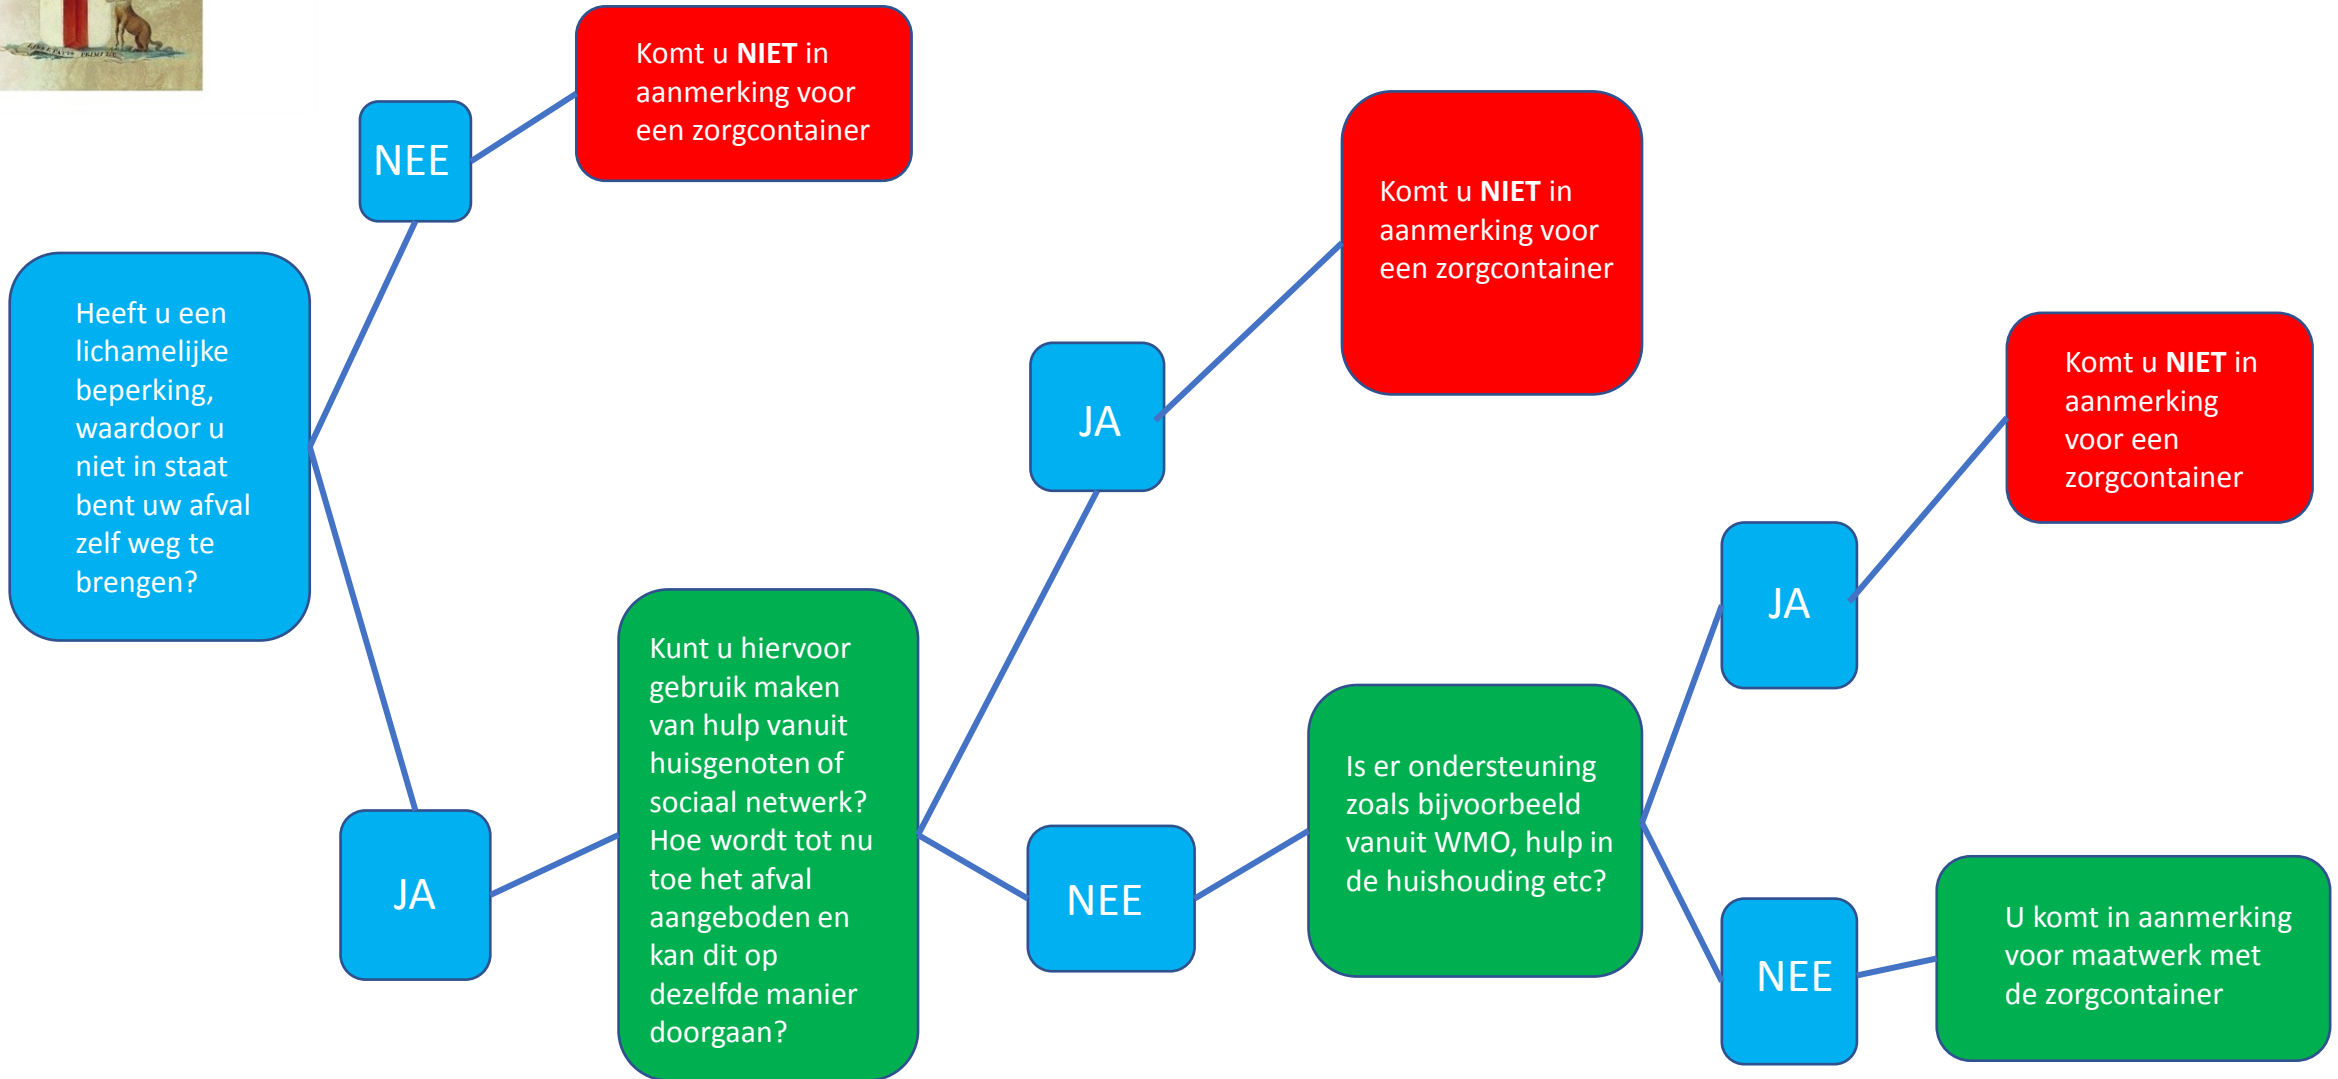 Komt u NIET in
aanmerking voor
een zorgcontainer
NEE
Heeft u een
lichamelijke
beperking,
waardoor u
niet in staat
bent uw afval
zelf weg te
brengen?
JA
Kunt u hiervoor
gebruik maken
van hulp vanuit
huisgenoten of
sociaal netwerk?
Hoe wordt tot nu
toe het afval
aangeboden en
kan dit op
dezelfde manier
doorgaan?
JA
Komt u NIET in
aanmerking voor
een zorgcontainer
NEE
Is er ondersteuning
zoals bijvoorbeeld
vanuit WMO, hulp in
de huishouding etc?
JA
Komt u NIET in
aanmerking
voor een
zorgcontainer
NEE
U komt in aanmerking
voor maatwerk met
de zorgcontainer